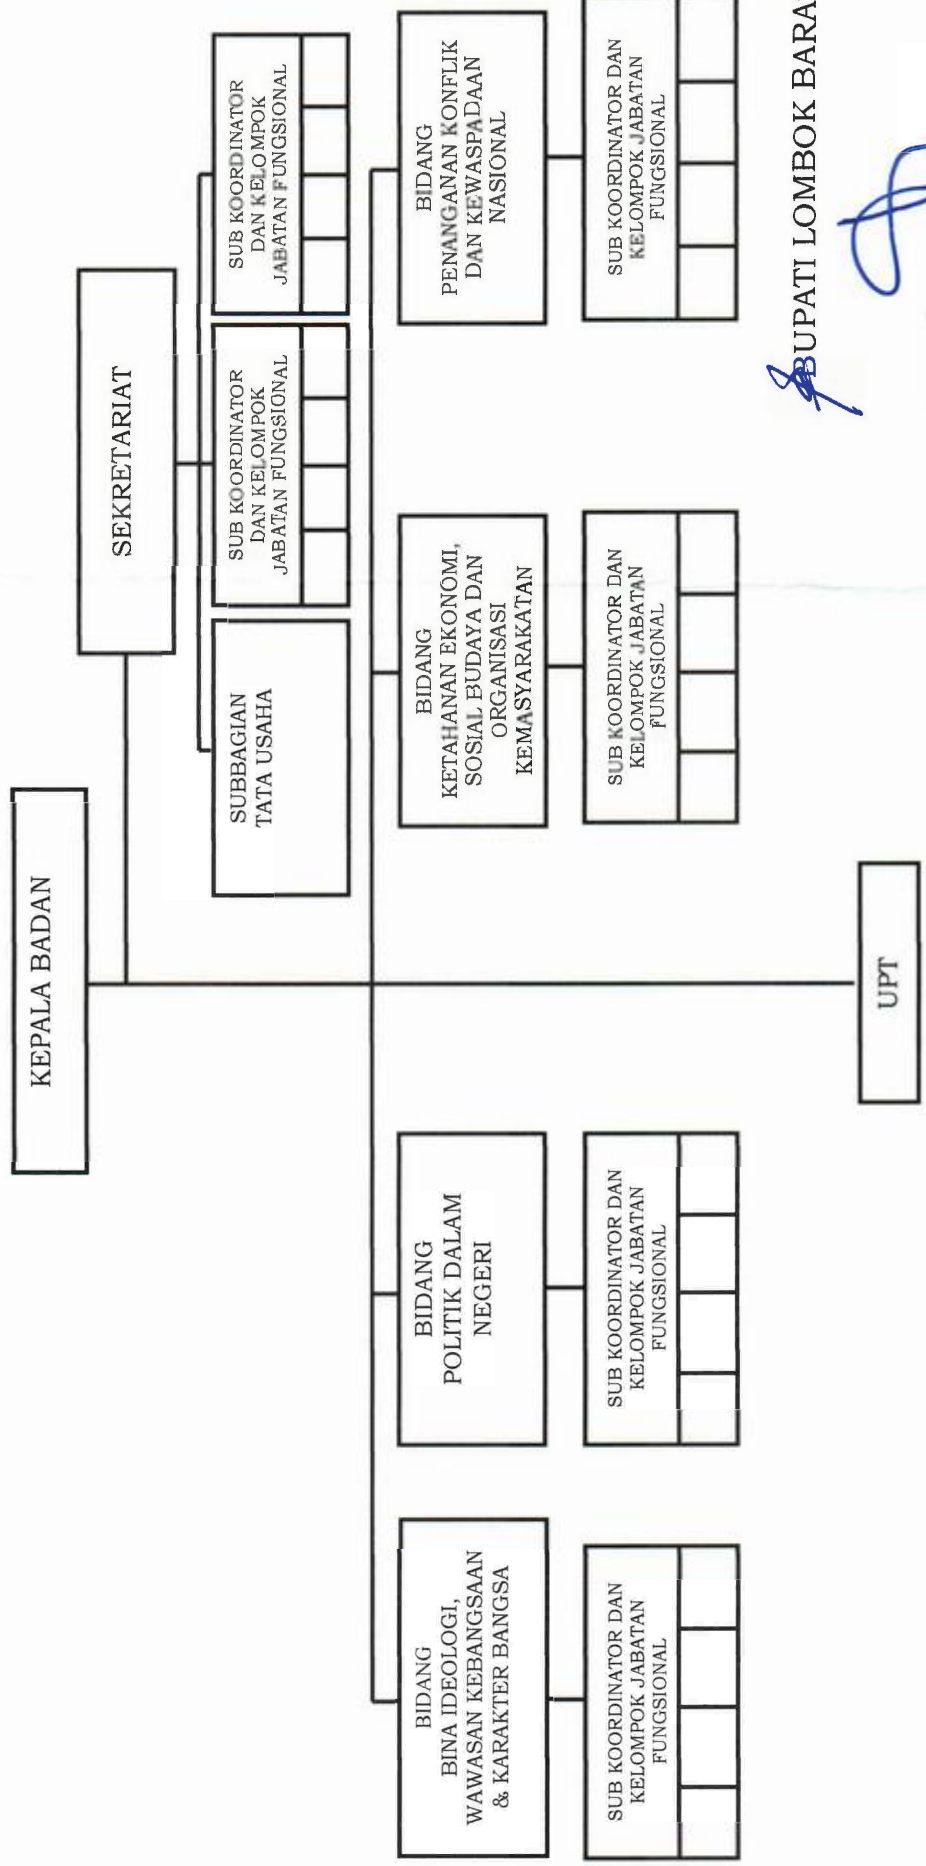 KEPALA BADAN
SEKRETARIAT
SUBBAGIAN
TATA USAHA
SUB KOORDINATOR
DAN KELOMPOK
JABATAN FUNGSIONAL
SUB KOORDINATOR
DAN KELOMPOK
JABATAN FUNGSIONAL
BIDANG
BINA IDEOLOGI,
WAWASAN KEBANGSAAN
& KARAKTER BANGSA
BIDANG
POLITIK DALAM
NEGERI
BIDANG
KETAHANAN EKONOMI,
SOSIAL BUDAYA DAN
ORGANISASI
KEMASYARAKATAN
BIDANG
PENANGANAN KONFLIK
DAN KEWASPADAAN
NASIONAL
SUB KOORDINATOR DAN
KELOMPOK JABATAN
FUNGSIONAL
SUB KOORDINATOR DAN
KELOMPOK JABATAN
FUNGSIONAL
SUB KOORDINATOR DAN
KELOMPOK JABATAN
FUNGSIONAL
SUB KOORDINATOR DAN
KELOMPOK JABATAN
FUNGSIONAL
UPT
BUPATI LOMBOK BARA